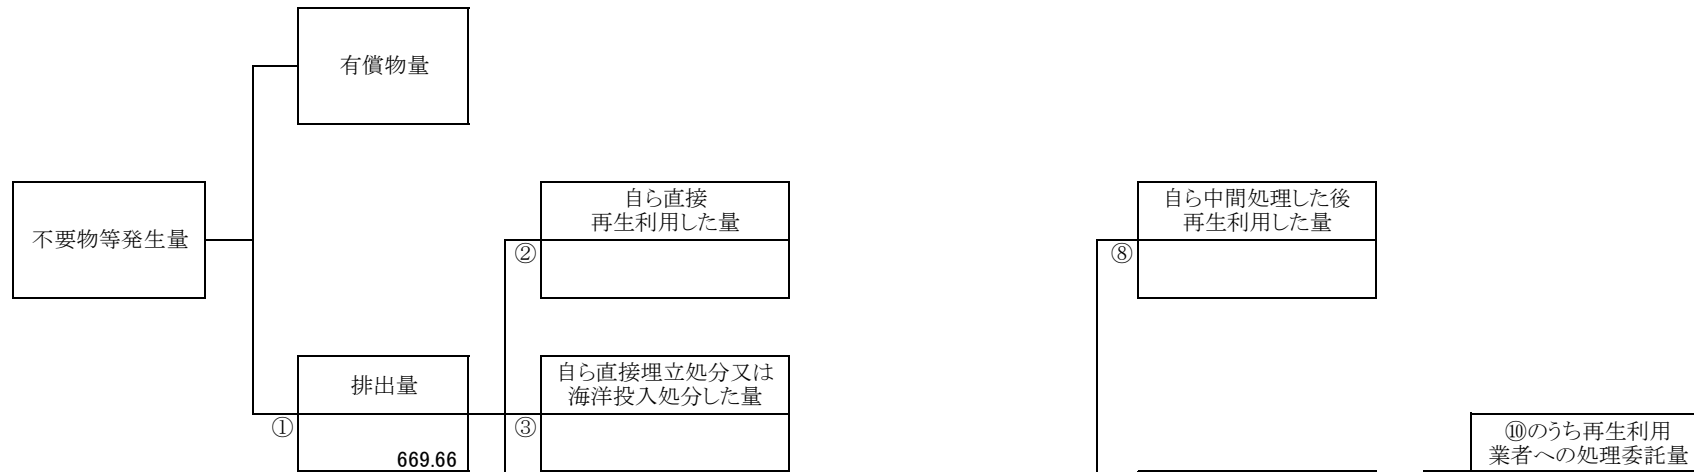 有償物量
不要物等発生量
自ら直接
再生利用した量
②
自ら中間処理した後
再生利用した量
⑧
排出量
①
669.66
自ら直接埋立処分又は
海洋投入処分した量
③
⑩のうち再生利用
業者への処理委託量